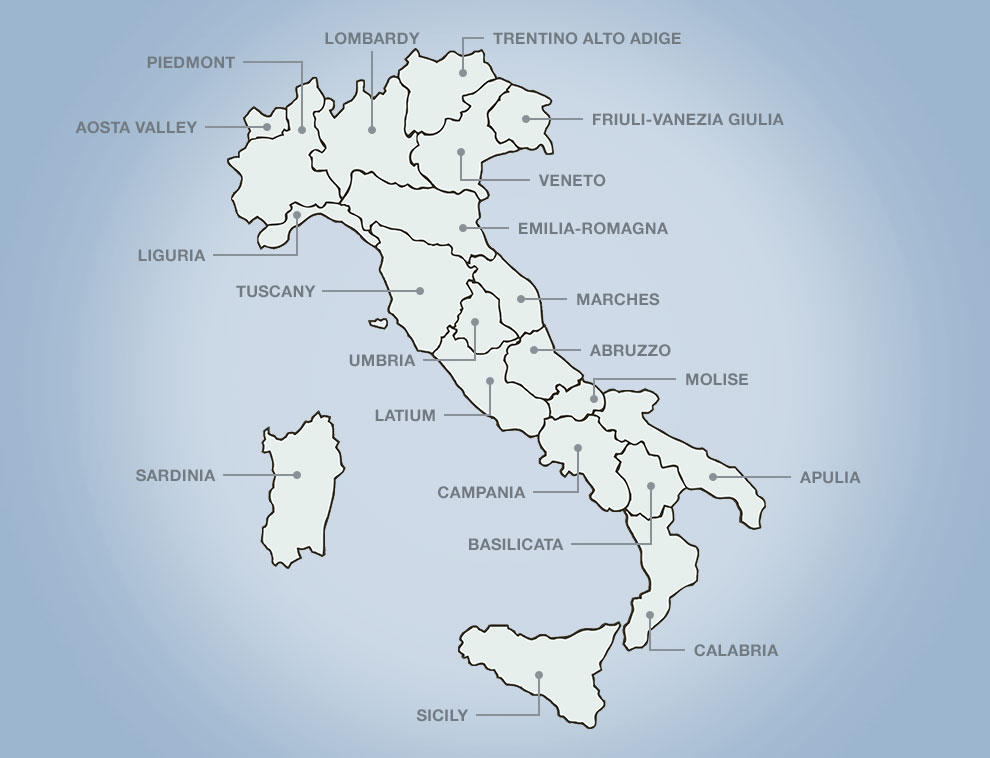 LOMBARDY
TRENTINO ALTO ADIGE
PIEDMONT
AOSTA VALLEY
FRIULI-VANEZIA GIULIA
VENETO
EMILIA-ROMAGNA
LIGURIA
TUSCANY
MARCHES
UMBRIA
ABRUZZO
MOLISE
LATIUM
SARDINIA
APULIA
CAMPANIA
BASILICATA
CALABRIA
SICILY